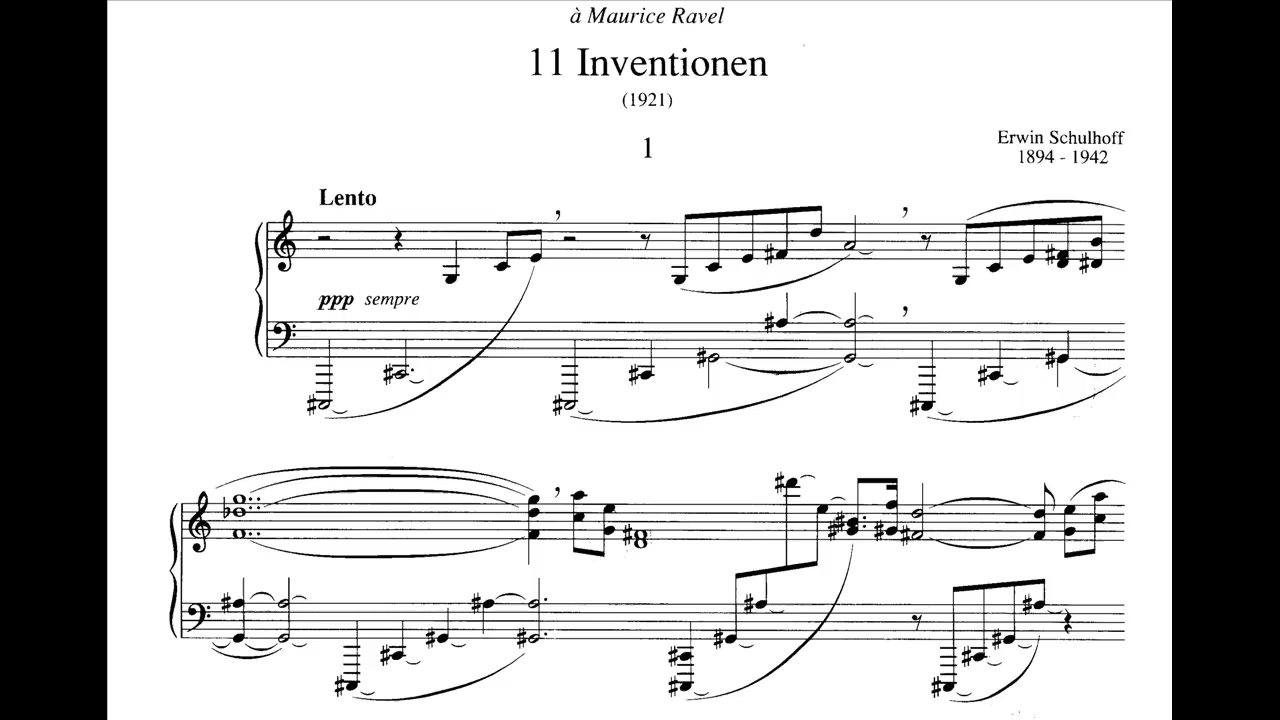 à Maurice Ravel
11 Inventionen
(1921)
1
Erwin Schulhoff
1894 - 1942
Lento
ppp sempre